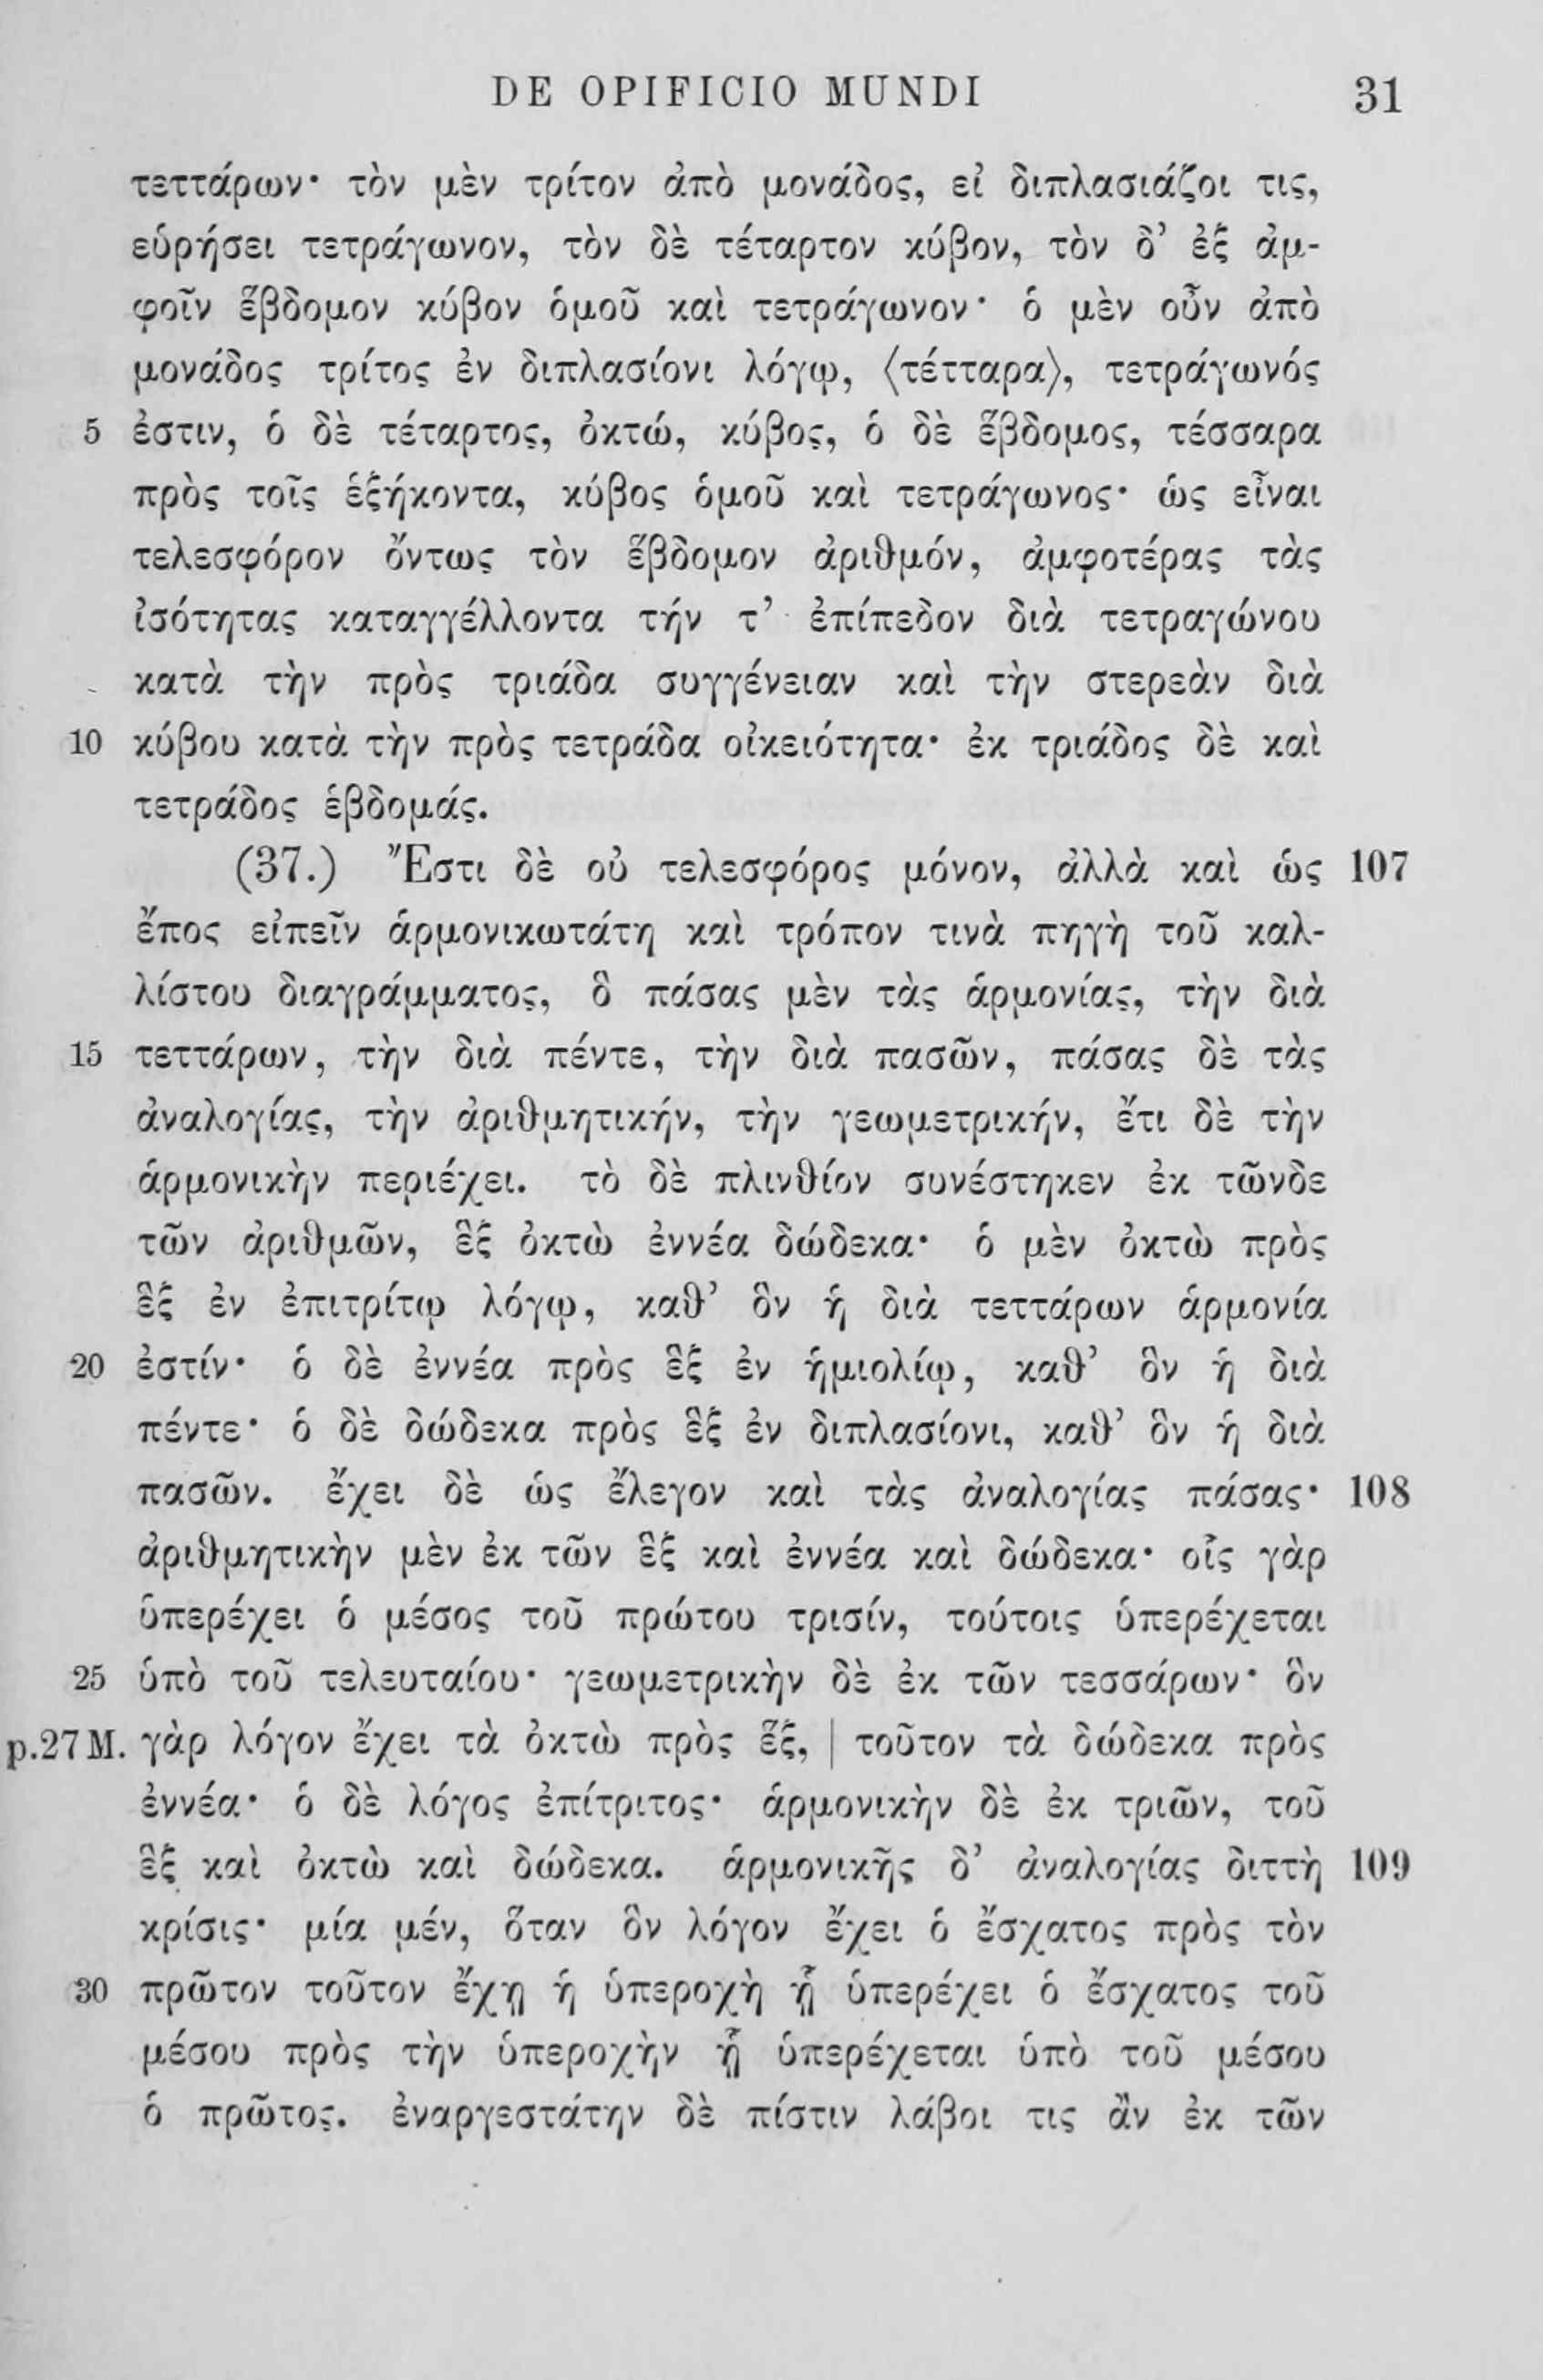 DE OPIFICIO MUNDI 31
τεττάρων· τὸν μὲν τρίτον ἀπὸ μονάδος, εἰ διπλασιάζοι τις,
εὑρήσει τετράγωνον, τὸν δὲ τέταρτον κύβον, τὸν δ’ ἐξ ἀμ-
φοῖν ἕβδομον κύβον ὁμοῦ καὶ τετράγωνον· ὁ μὲν οὖν ἀπὸ
μονάδος τρίτος ἐν διπλασίονι λόγῳ, ⟨τέτταρα⟩, τετράγωνός
5 ἐστιν, ὁ δὲ τέταρτος, ὀκτώ, κύβος, ὁ δὲ ἕβδομος, τέσσαρα
πρὸς τοῖς ἑξήκοντα, κύβος ὁμοῦ καὶ τετράγωνος· ὡς εἶναι
τελεσφόρον ὄντως τὸν ἕβδομον ἀριθμόν, ἀμφοτέρας τὰς
ἰσότητας καταγγέλλοντα τήν τ’ ἐπίπεδον διὰ τετραγώνου
κατὰ τὴν πρὸς τριάδα συγγένειαν καὶ τὴν στερεὰν διὰ
10 κύβου κατὰ τὴν πρὸς τετράδα οἰκειότητα· ἐκ τριάδος δὲ καὶ
τετράδος ἑβδομάς.
(37.) Ἔστι δὲ οὐ τελεσφόρος μόνον, ἀλλὰ καὶ ὡς 107
ἔπος εἰπεῖν ἁρμονικωτάτη καὶ τρόπον τινὰ πηγὴ τοῦ καλ-
λίστου διαγράμματος, ὃ πάσας μὲν τὰς ἁρμονίας, τὴν διὰ
15 τεττάρων, τὴν διὰ πέντε, τὴν διὰ πασῶν, πάσας δὲ τὰς
ἀναλογίας, τὴν ἀριθμητικήν, τὴν γεωμετρικήν, ἔτι δὲ τὴν
ἁρμονικὴν περιέχει. τὸ δὲ πλινθίον συνέστηκεν ἐκ τῶνδε
τῶν ἀριθμῶν, ἓξ ὀκτὼ ἐννέα δώδεκα· ὁ μὲν ὀκτὼ πρὸς
ἓξ ἐν ἐπιτρίτῳ λόγῳ, καθ’ ὃν ἡ διὰ τεττάρων ἁρμονία
20 ἐστίν· ὁ δὲ ἐννέα πρὸς ἓξ ἐν ἡμιολίῳ, καθ’ ὃν ἡ διὰ
πέντε· ὁ δὲ δώδεκα πρὸς ἓξ ἐν διπλασίονι, καθ’ ὃν ἡ διὰ
πασῶν. ἔχει δὲ ὡς ἔλεγον καὶ τὰς ἀναλογίας πάσας· 108
ἀριθμητικὴν μὲν ἐκ τῶν ἓξ καὶ ἐννέα καὶ δώδεκα· οἷς γὰρ
ὑπερέχει ὁ μέσος τοῦ πρώτου τρισίν, τούτοις ὑπερέχεται
25 ὑπὸ τοῦ τελευταίου· γεωμετρικὴν δὲ ἐκ τῶν τεσσάρων· ὃν
p.27 M. γὰρ λόγον ἔχει τὰ ὀκτὼ πρὸς ἕξ, | τοῦτον τὰ δώδεκα πρὸς
ἐννέα· ὁ δὲ λόγος ἐπίτριτος· ἁρμονικὴν δὲ ἐκ τριῶν, τοῦ
ἓξ καὶ ὀκτὼ καὶ δώδεκα. ἁρμονικῆς δ’ ἀναλογίας διττὴ 109
κρίσις· μία μέν, ὅταν ὃν λόγον ἔχει ὁ ἔσχατος πρὸς τὸν
30 πρῶτον τοῦτον ἔχῃ ἡ ὑπεροχὴ ᾗ ὑπερέχει ὁ ἔσχατος τοῦ
μέσου πρὸς τὴν ὑπεροχὴν ᾗ ὑπερέχεται ὑπὸ τοῦ μέσου
ὁ πρῶτος. ἐναργεστάτην δὲ πίστιν λάβοι τις ἂν ἐκ τῶν